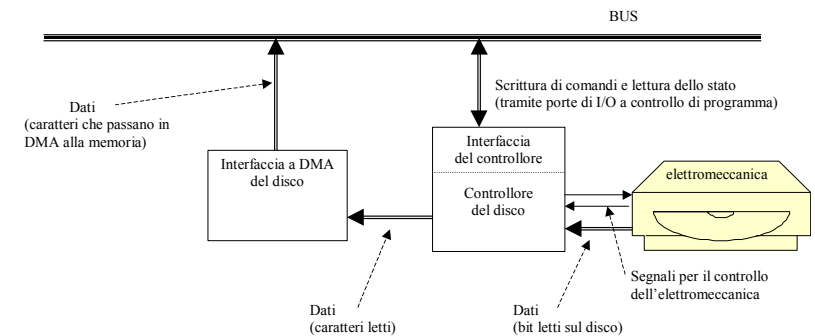 BUS
Scrittura di comandi e lettura dello stato
(tramite porte di I/O a controllo di programma)
Dati
(caratteri che passano in
DMA alla memoria)
Interfaccia a DMA
del disco
Interfaccia
del controllore
Controllore
del disco
elettromeccanica
Segnali per il controllo
dell'elettromeccanica
Dati
(caratteri letti)
Dati
(bit letti sul disco)